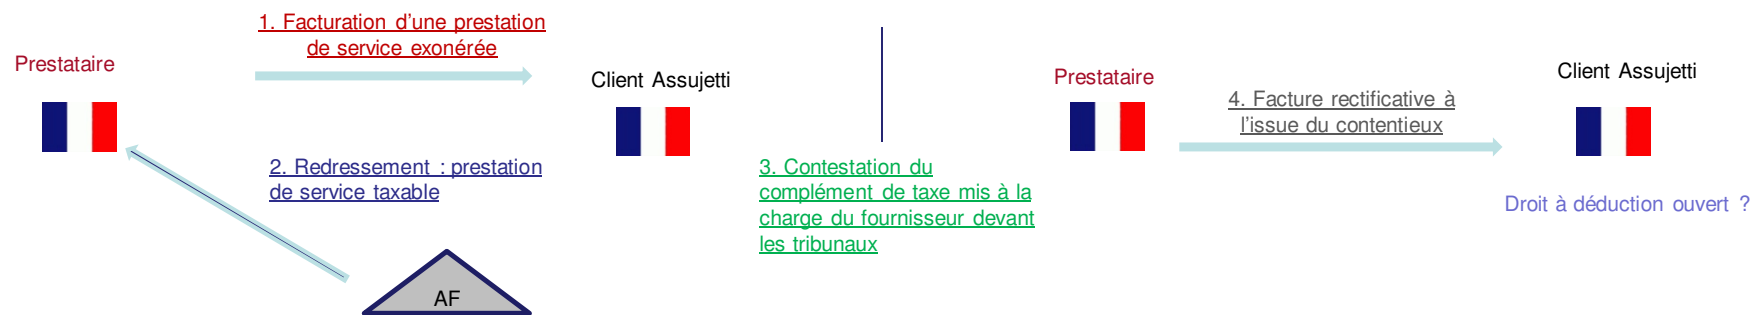 1. Facturation d'une prestation
de service exonérée
Prestataire
Client Assujetti
2. Redressement : prestation
de service taxable
AF
3. Contestation du
complément de taxe mis à la
charge du fournisseur devant
les tribunaux
Prestataire
4. Facture rectificative à
l'issue du contentieux
Client Assujetti
Droit à déduction ouvert ?